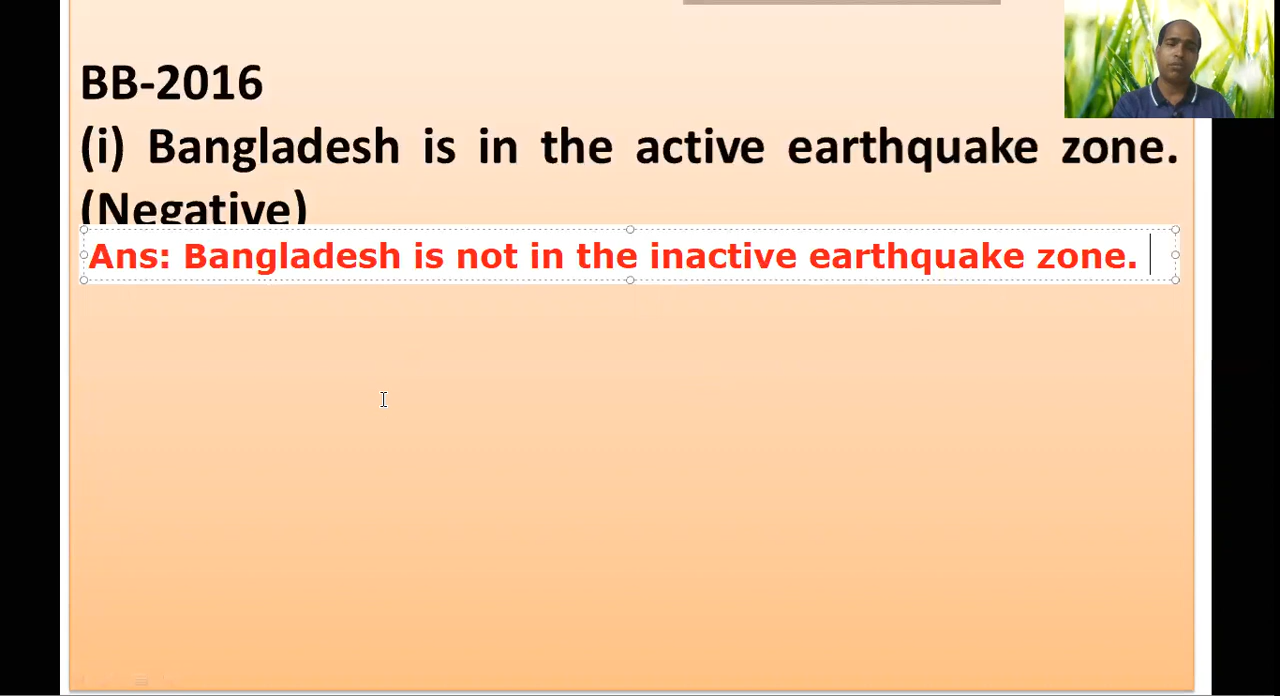 BB-2016
(i) Bangladesh is in the active earthquake zone.
(Negative)
Ans: Bangladesh is not in the inactive earthquake zone.